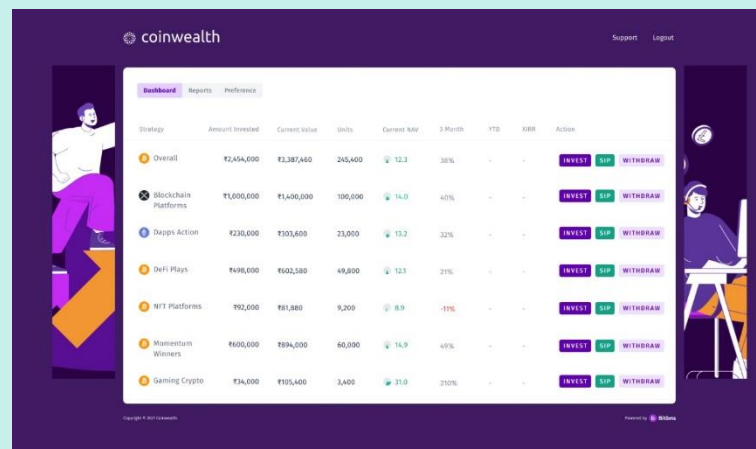 coinwealth
Support Logout
Dashboard Reports Preference
Strategy Amount Invested Current Value Units Current NAV 3 Month YTD XIRR Action
Overall ₹2,454,000 ₹3,387,460 245,400 12.3 38% - - INVEST SIP WITHDRAW
Blockchain Platforms ₹1,000,000 ₹1,400,000 100,000 14.0 40% - - INVEST SIP WITHDRAW
Dapps Action ₹230,000 ₹303,600 23,000 13.2 32% - - INVEST SIP WITHDRAW
DeFi Plays ₹498,000 ₹602,580 49,800 12.1 21% - - INVEST SIP WITHDRAW
NFT Platforms ₹92,000 ₹81,880 9,200 8.9 -11% - - INVEST SIP WITHDRAW
Momentum Winners ₹600,000 ₹894,000 60,000 14.9 49% - - INVEST SIP WITHDRAW
Gaming Crypto ₹34,000 ₹105,400 3,400 31.0 210% - - INVEST SIP WITHDRAW
Copyright © 2021 Coinwealth
Powered by BitBns